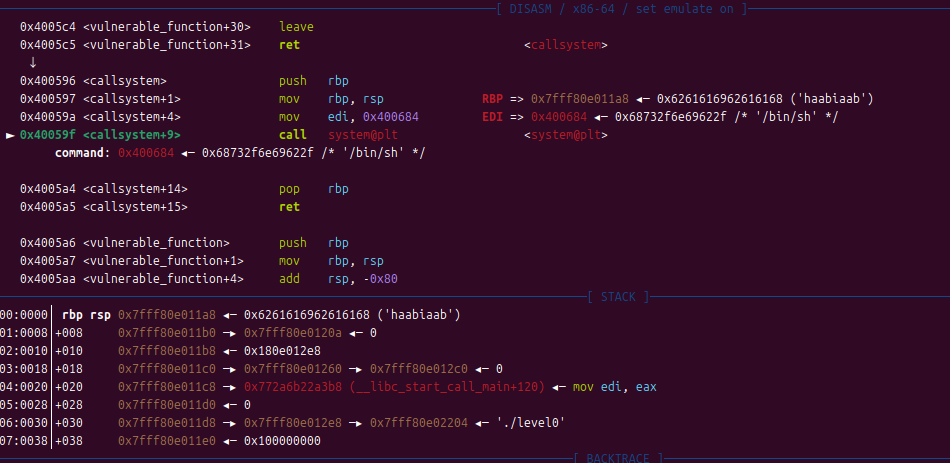 [ DISASM / x86-64 / set emulate on ]
0x4005c4 <vulnerable_function+30> leave
0x4005c5 <vulnerable_function+31> ret <callsystem>
↓
0x400596 <callsystem> push rbp
0x400597 <callsystem+1> mov rbp, rsp RBP => 0x7fff80e011a8 ◂— 0x6261616962616168 ('haabiaab')
0x40059a <callsystem+4> mov edi, 0x400684 EDI => 0x400684 ◂— 0x68732f6e69622f /* '/bin/sh' */
► 0x40059f <callsystem+9> call system@plt <system@plt>
command: 0x400684 ◂— 0x68732f6e69622f /* '/bin/sh' */
0x4005a4 <callsystem+14> pop rbp
0x4005a5 <callsystem+15> ret
0x4005a6 <vulnerable_function> push rbp
0x4005a7 <vulnerable_function+1> mov rbp, rsp
0x4005aa <vulnerable_function+4> add rsp, -0x80
[ STACK ]
00:0000│ rbp rsp 0x7fff80e011a8 ◂— 0x6261616962616168 ('haabiaab')
01:0008│+008 0x7fff80e011b0 —▸ 0x7fff80e0120a ◂— 0
02:0010│+010 0x7fff80e011b8 ◂— 0x180e012e8
03:0018│+018 0x7fff80e011c0 —▸ 0x7fff80e01260 —▸ 0x7fff80e012c0 ◂— 0
04:0020│+020 0x7fff80e011c8 —▸ 0x772a6b22a3b8 (__libc_start_call_main+120) ◂— mov edi, eax
05:0028│+028 0x7fff80e011d0 ◂— 0
06:0030│+030 0x7fff80e011d8 —▸ 0x7fff80e012e8 —▸ 0x7fff80e02204 ◂— './level0'
07:0038│+038 0x7fff80e011e0 ◂— 0x100000000
[ BACKTRACE ]